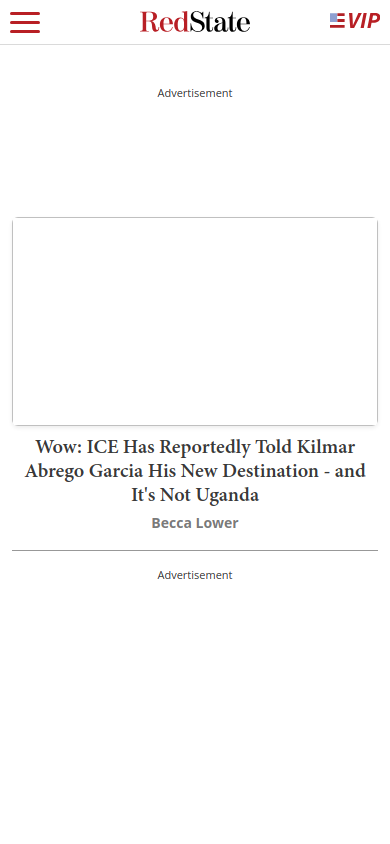 RedState
VIP
Advertisement
Wow: ICE Has Reportedly Told Kilmar
Abrego Garcia His New Destination - and
It's Not Uganda
Becca Lower
Advertisement